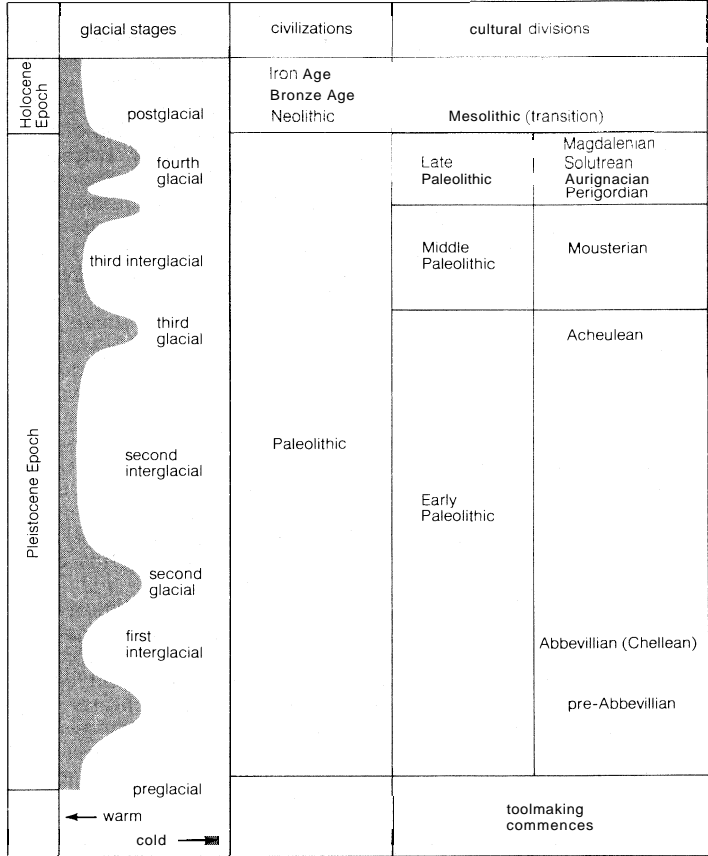 glacial stages
civilizations
cultural divisions
Holocene
Epoch
postglacial
Iron Age
Bronze Age
Neolithic
Mesolithic (transition)
Pleistocene Epoch
fourth
glacial
third interglacial
third
glacial
second
interglacial
second
glacial
first
interglacial
preglacial
Paleolithic
Late
Paleolithic
Magdalenian
Solutrean
Aurignacian
Perigordian
Middle
Paleolithic
Mousterian
Early
Paleolithic
Acheulean
Abbevillian (Chellean)
pre-Abbevillian
warm
cold
toolmaking
commences